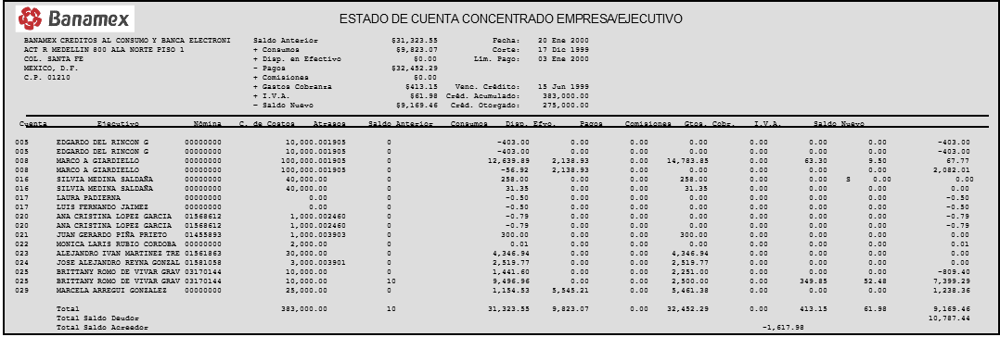 Banamex
ESTADO DE CUENTA CONCENTRADO EMPRESA/EJECUTIVO
BANAMEX CREDITOS AL CONSUMO Y BANCA ELECTRONI Saldo Anterior $31,323.55 Fecha: 20 Ene 2000
ACT R MEDELLIN 800 ALA NORTE PISO 1 + Consumos $9,823.07 Corte: 17 Dic 1999
COL. SANTA FE + Disp. en Efectivo $0.00 Lim. Pago: 03 Ene 2000
MEXICO, D.F. - Pagos $32,452.29
C.P. 01210 + Comisiones $0.00
+ Gastos Cobranza $413.15 Venc. Crédito: 15 Jun 1999
+ I.V.A. $61.98 Créd. Acumulado: 383,000.00
- Saldo Nuevo $9,169.46 Créd. Otorgado: 275,000.00
Cuenta Ejecutivo Nómina C. de Costos Atrasos Saldo Anterior Consumos Disp. Efvo. Pagos Comisiones Gtos. Cobr. I.V.A. Saldo Nuevo
005 EDGARDO DEL RINCON G 00000000 10,000.001905 0 -403.00 0.00 0.00 0.00 0.00 0.00 0.00 -403.00
005 EDGARDO DEL RINCON G 00000000 10,000.001905 0 -403.00 0.00 0.00 0.00 0.00 0.00 0.00 -403.00
008 MARCO A GIARDIELLO 00000000 100,000.001905 0 12,639.89 2,138.93 0.00 14,783.85 0.00 63.30 9.50 67.77
008 MARCO A GIARDIELLO 00000000 100,000.001905 0 -56.92 2,138.93 0.00 0.00 0.00 0.00 0.00 2,082.01
016 SILVIA MEDINA SALDAÑA 00000000 40,000.00 0 258.00 0.00 0.00 258.00 0.00 0.00 S 0.00 0.00
016 SILVIA MEDINA SALDAÑA 00000000 40,000.00 0 31.35 0.00 0.00 31.35 0.00 0.00 0.00 0.00
017 LAURA PADIERNA 00000000 0.00 0 -0.50 0.00 0.00 0.00 0.00 0.00 0.00 -0.50
017 LUIS FERNANDO JAIMEZ 00000000 0.00 0 -0.50 0.00 0.00 0.00 0.00 0.00 0.00 -0.50
020 ANA CRISTINA LOPEZ GARCIA 01568612 1,000.002460 0 -0.79 0.00 0.00 0.00 0.00 0.00 0.00 -0.79
020 ANA CRISTINA LOPEZ GARCIA 01568612 1,000.002460 0 -0.79 0.00 0.00 0.00 0.00 0.00 0.00 -0.79
021 JUAN GERARDO PIÑA PRIETO 01455893 1,000.003903 0 300.00 0.00 0.00 300.00 0.00 0.00 0.00 0.00
022 MONICA LARIS RUBIO CORDOBA 00000000 2,000.00 0 0.01 0.00 0.00 0.00 0.00 0.00 0.00 0.01
023 ALEJANDRO IVAN MARTINEZ TRE 01561863 30,000.00 0 4,346.94 0.00 0.00 4,346.94 0.00 0.00 0.00 0.00
024 JOSE ALEJANDRO REYNA GONZAL 01581058 3,000.003901 0 2,519.77 0.00 0.00 2,519.77 0.00 0.00 0.00 0.00
025 BRITTANY ROMO DE VIVAR GRAV 03170144 10,000.00 0 1,441.60 0.00 0.00 2,251.00 0.00 0.00 0.00 -809.40
025 BRITTANY ROMO DE VIVAR GRAV 03170144 10,000.00 10 9,496.96 0.00 0.00 2,500.00 0.00 349.85 52.48 7,399.29
029 MARCELA ARREGUI GONZALEZ 00000000 25,000.00 0 1,154.53 5,545.21 0.00 5,461.38 0.00 0.00 0.00 1,238.36
Total 383,000.00 10 31,323.55 9,823.07 0.00 32,452.29 0.00 413.15 61.98 9,169.46
Total Saldo Deudor 10,787.44
Total Saldo Acreedor -1,617.98